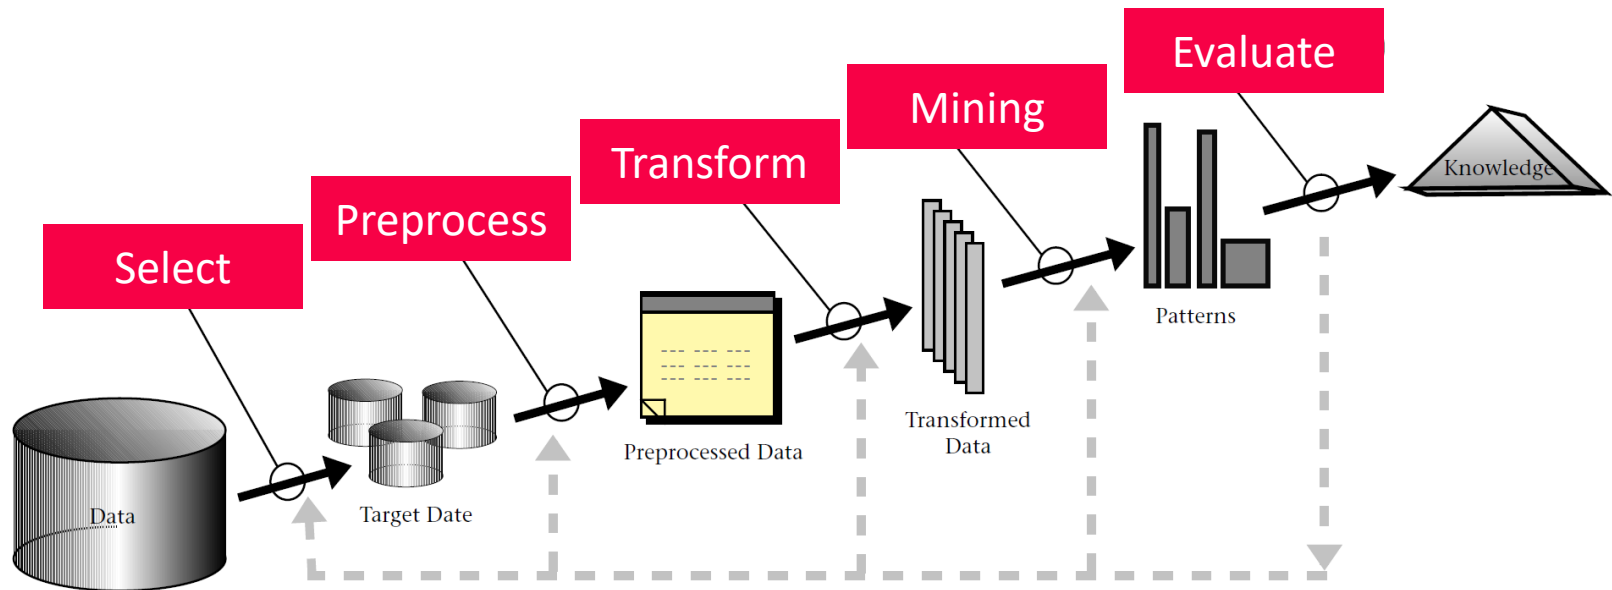 Evaluate
Mining
Transform
Preprocess
Select
Knowledge
Patterns
Transformed
Data
Preprocessed Data
Target Date
Data